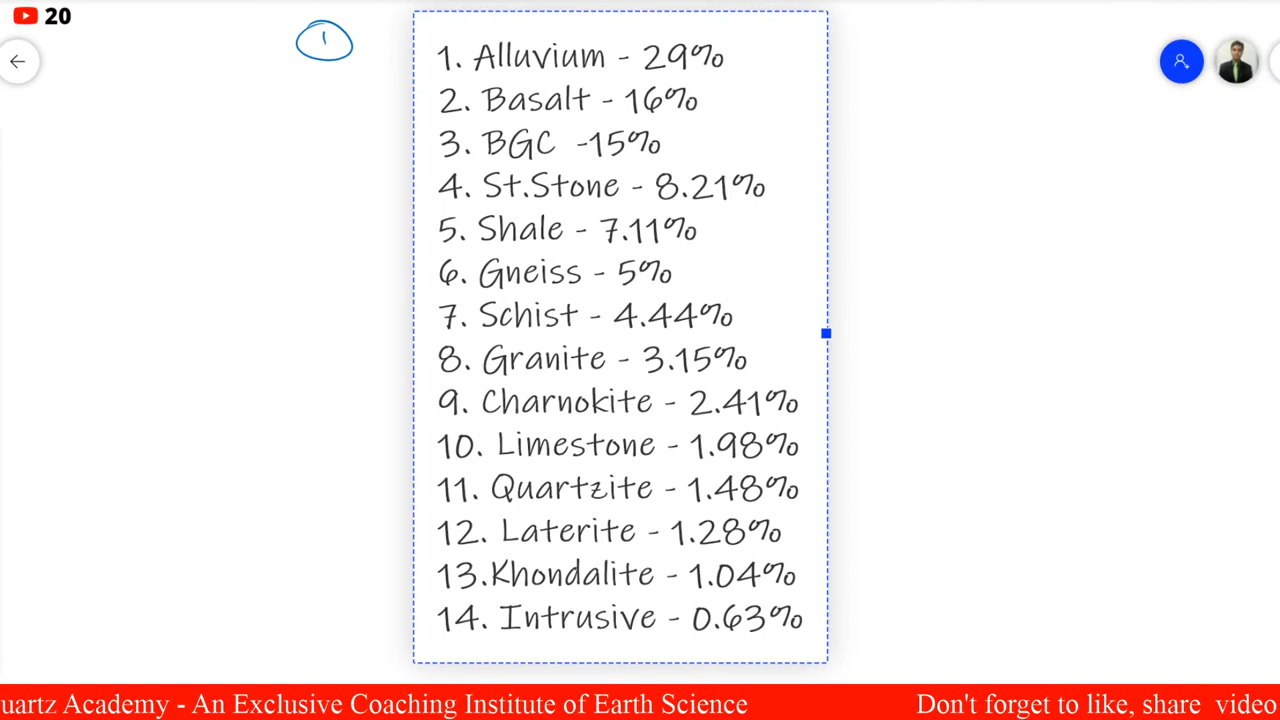 20
1
1. Alluvium - 29%
2. Basalt - 16%
3. BGC -15%
4. St.Stone - 8.21%
5. Shale - 7.11%
6. Gneiss - 5%
7. Schist - 4.44%
8. Granite - 3.15%
9. Charnokite - 2.41%
10. Limestone - 1.98%
11. Quartzite - 1.48%
12. Laterite - 1.28%
13.Khondalite - 1.04%
14. Intrusive - 0.63%
uartz Academy - An Exclusive Coaching Institute of Earth Science Don't forget to like, share video